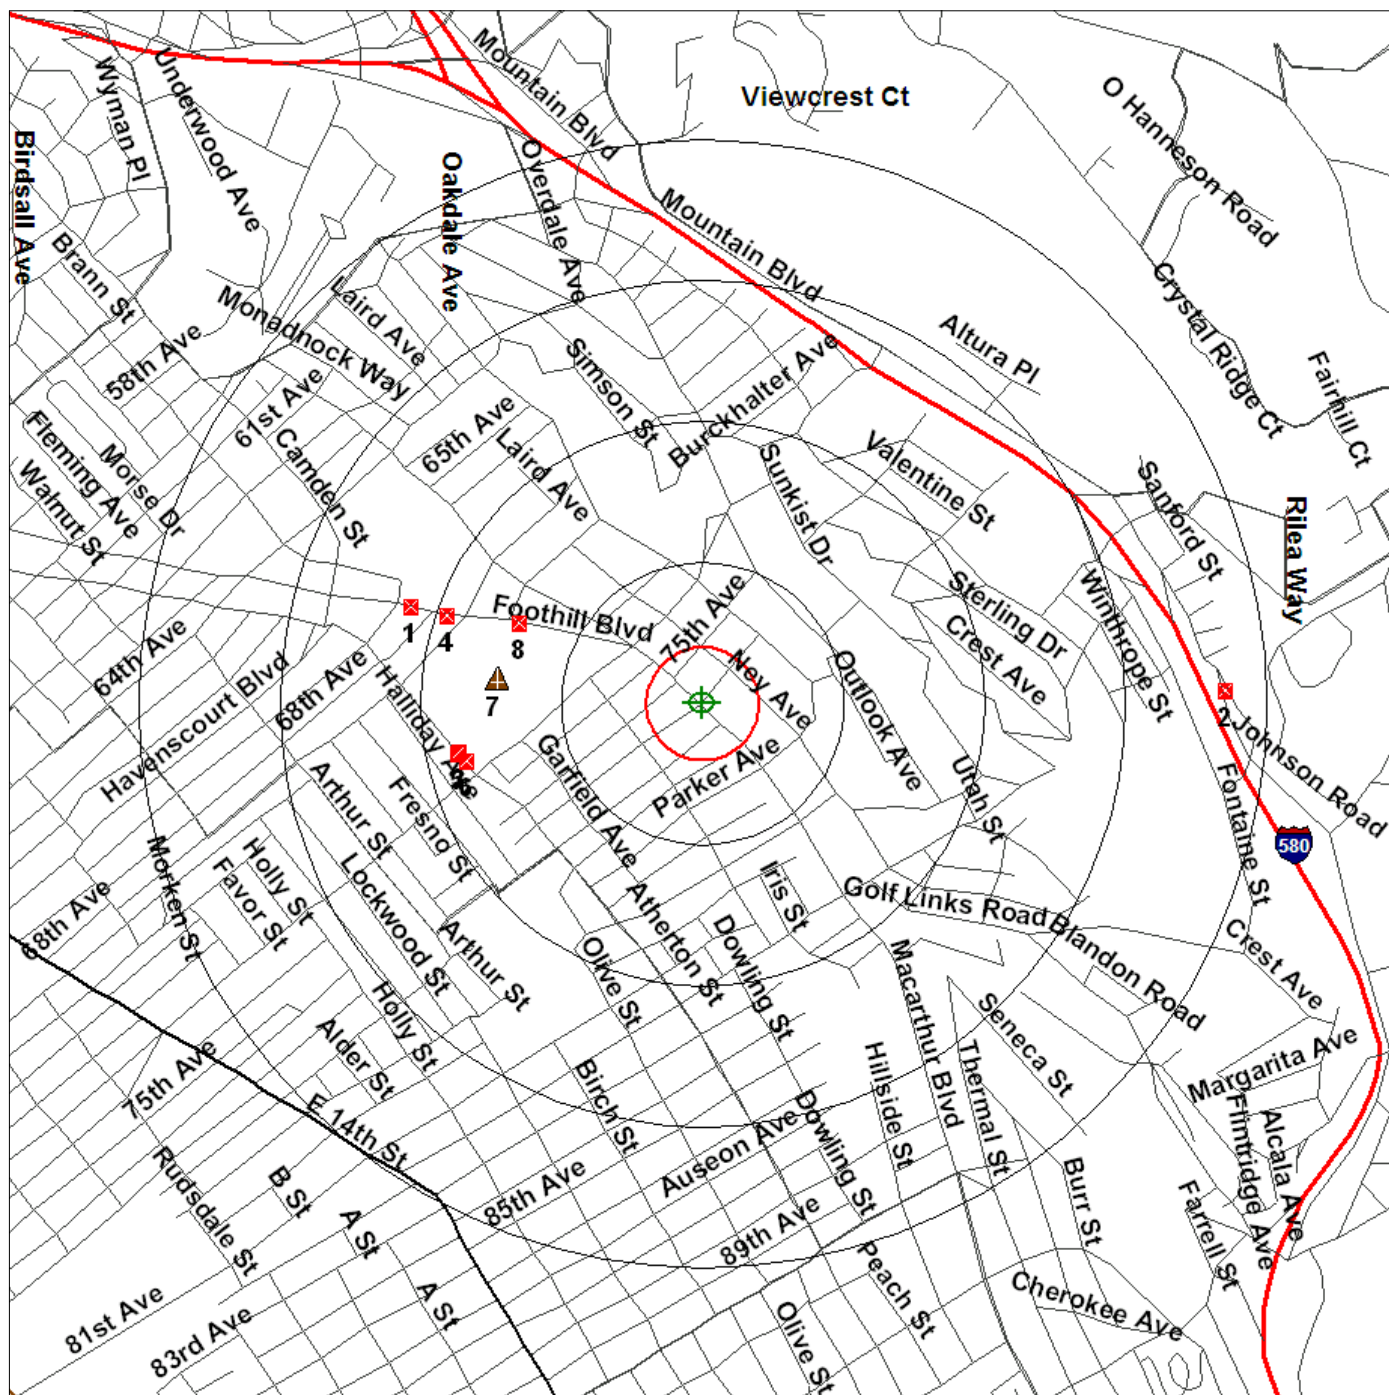 Mountain Blvd
Viewcrest Ct
Wyman Pl
Underwood Ave
O Hanneson Road
Birdsall Ave
Oakdale Ave
Overdale Ave
Mountain Blvd
Brann St
Monadnock Way
Laird Ave
58th Ave
Crystal Ridge Ct
Altura Pl
Simson St
Burckhalter Ave
Fairhill Ct
61st Ave
65th Ave
Laird Ave
Camden St
Fleming Ave
Morse Dr
Walnut St
Sunkist Dr
Valentine St
Sanford St
Rilea Way
Foothill Blvd
75th Ave
1
4
8
7
Sterling Dr
Crest Ave
Winthrope St
64th Ave
Havenscourt Blvd
68th Ave
Halliday Ave
Ney Ave
Outlook Ave
2
Johnson Road
Garfield Ave
Parker Ave
Utah St
Fontaine St
580
Arthur St
Fresno St
Morken St
Holly St
Favor St
Lockwood St
68th Ave
Arthur St
Atherton St
Iris St
Golf Links Road
Blandon Road
Crest Ave
Olive St
Dowling St
Macarthur Blvd
Holly St
Alder St
75th Ave
Seneca St
Thermal St
Hillside St
Margarita Ave
Birch St
E 14th St
Dowling St
Auseon Ave
Flintridge Ave
Alcala Ave
Rudsdale St
B St
A St
85th Ave
89th Ave
Burr St
Farrell St
Peach St
81st Ave
83rd Ave
A St
Olive St
Cherokee Ave